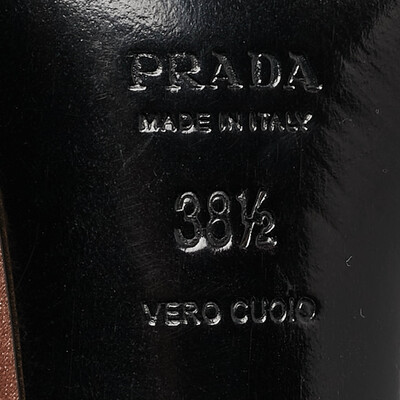 PRADA
MADE IN ITALY
38½
VERO CUOIO